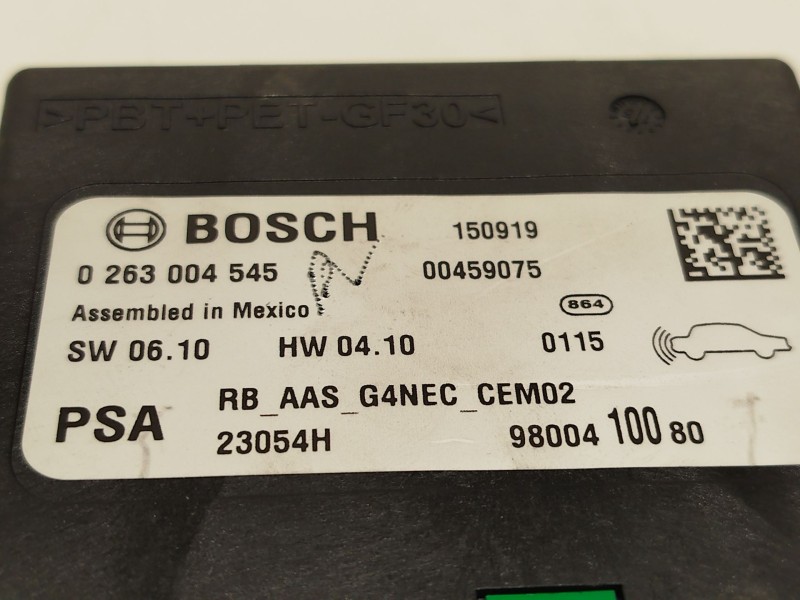 >PBT+PET-GF30<
BOSCH 150919
0 263 004 545 00459075
Assembled in Mexico 864
SW 06.10 HW 04.10 0115
RB_AAS_G4NEC_CEM02
PSA 23054H 98004 100 80